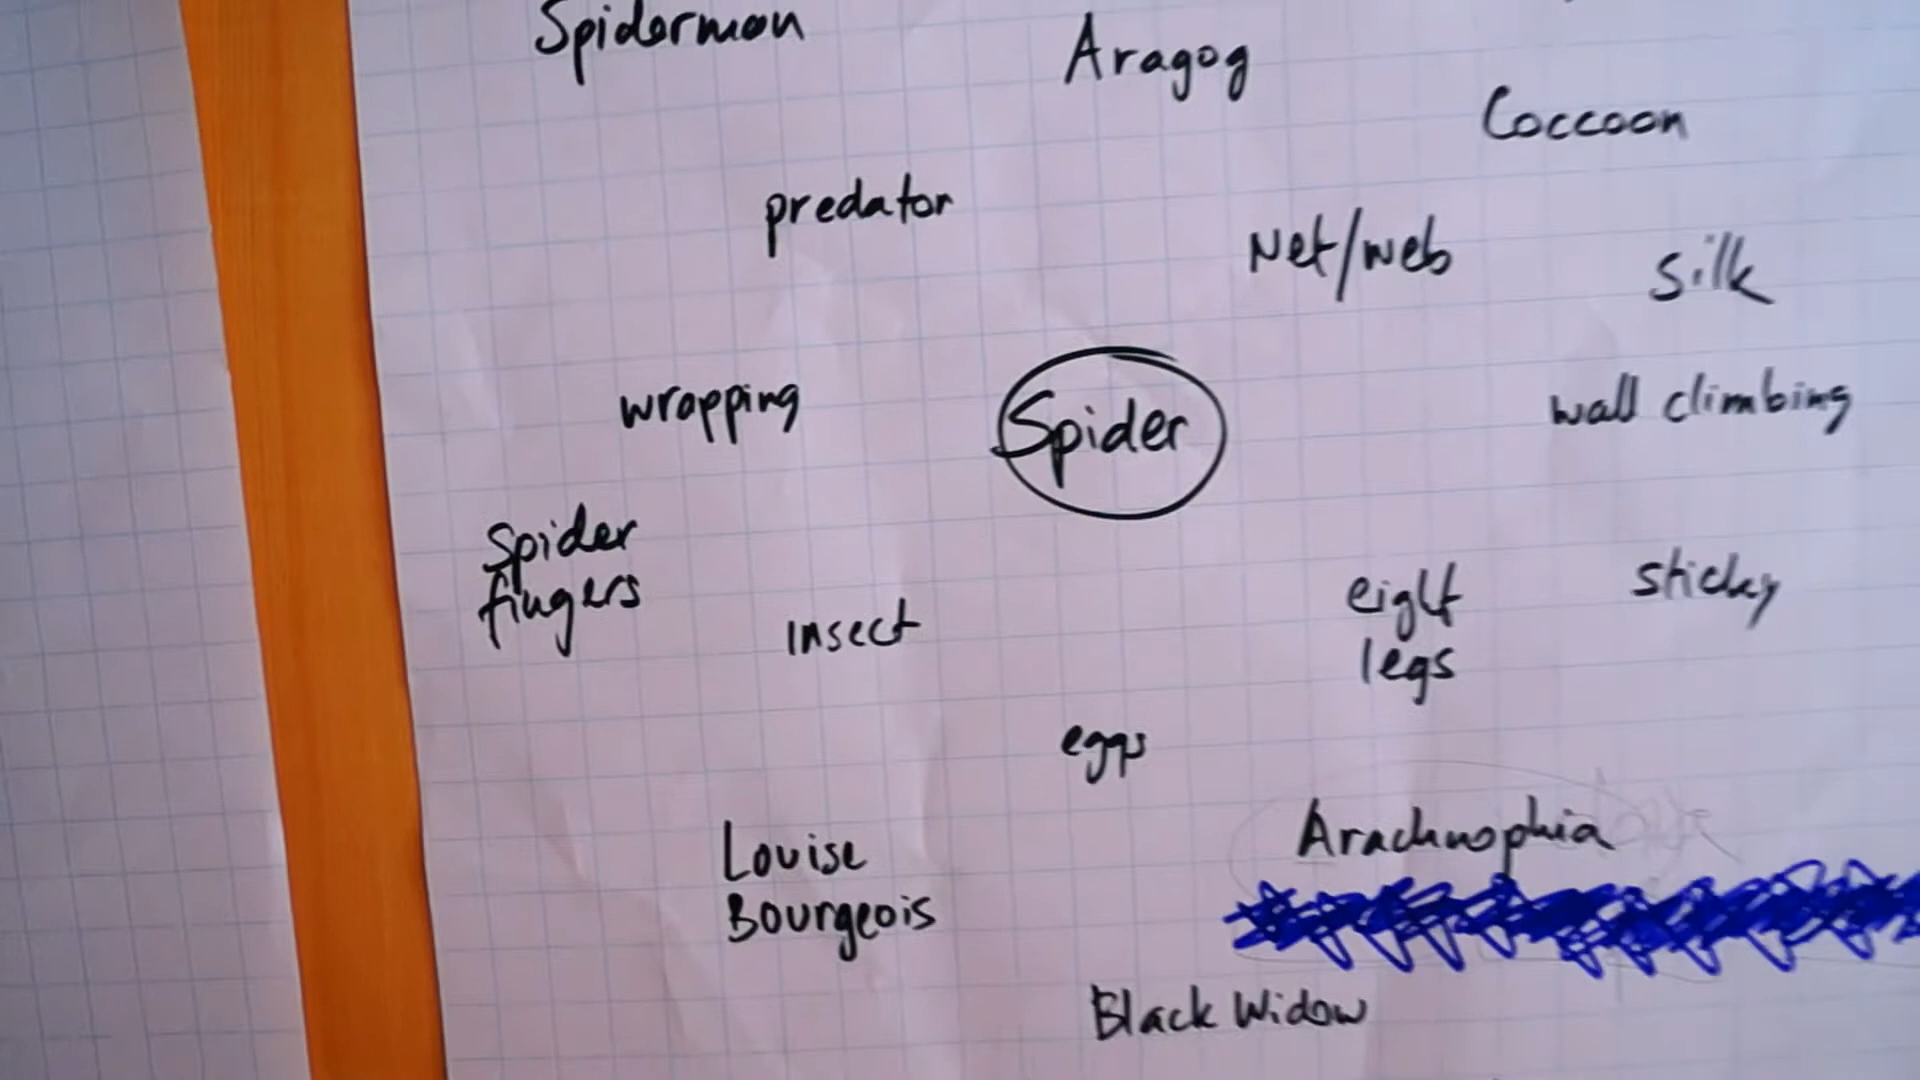 Spiderman
Aragog
Coccoon
predator
Net/web
silk
wrapping
Spider
wall climbing
Spider
fingers
insect
eight
legs
sticky
eggs
Louise
Bourgeois
Arachnophia
Black Widow